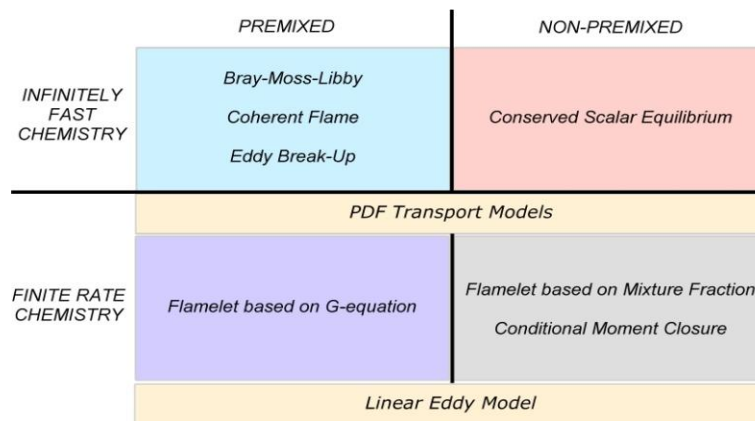 PREMIXED
NON-PREMIXED
INFINITELY
FAST
CHEMISTRY
Bray-Moss-Libby
Coherent Flame
Eddy Break-Up
Conserved Scalar Equilibrium
PDF Transport Models
FINITE RATE
CHEMISTRY
Flamelet based on G-equation
Flamelet based on Mixture Fraction
Conditional Moment Closure
Linear Eddy Model